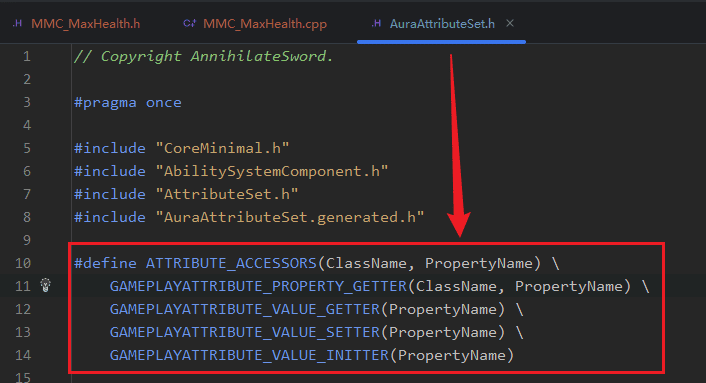 MMC_MaxHealth.h MMC_MaxHealth.cpp AuraAttributeSet.h
1 // Copyright AnnihilateSword.
2
3 #pragma once
4
5 #include "CoreMinimal.h"
6 #include "AbilitySystemComponent.h"
7 #include "AttributeSet.h"
8 #include "AuraAttributeSet.generated.h"
9
10 #define ATTRIBUTE_ACCESSORS(ClassName, PropertyName) \
11 GAMEPLAYATTRIBUTE_PROPERTY_GETTER(ClassName, PropertyName) \
12 GAMEPLAYATTRIBUTE_VALUE_GETTER(PropertyName) \
13 GAMEPLAYATTRIBUTE_VALUE_SETTER(PropertyName) \
14 GAMEPLAYATTRIBUTE_VALUE_INITTER(PropertyName)
15